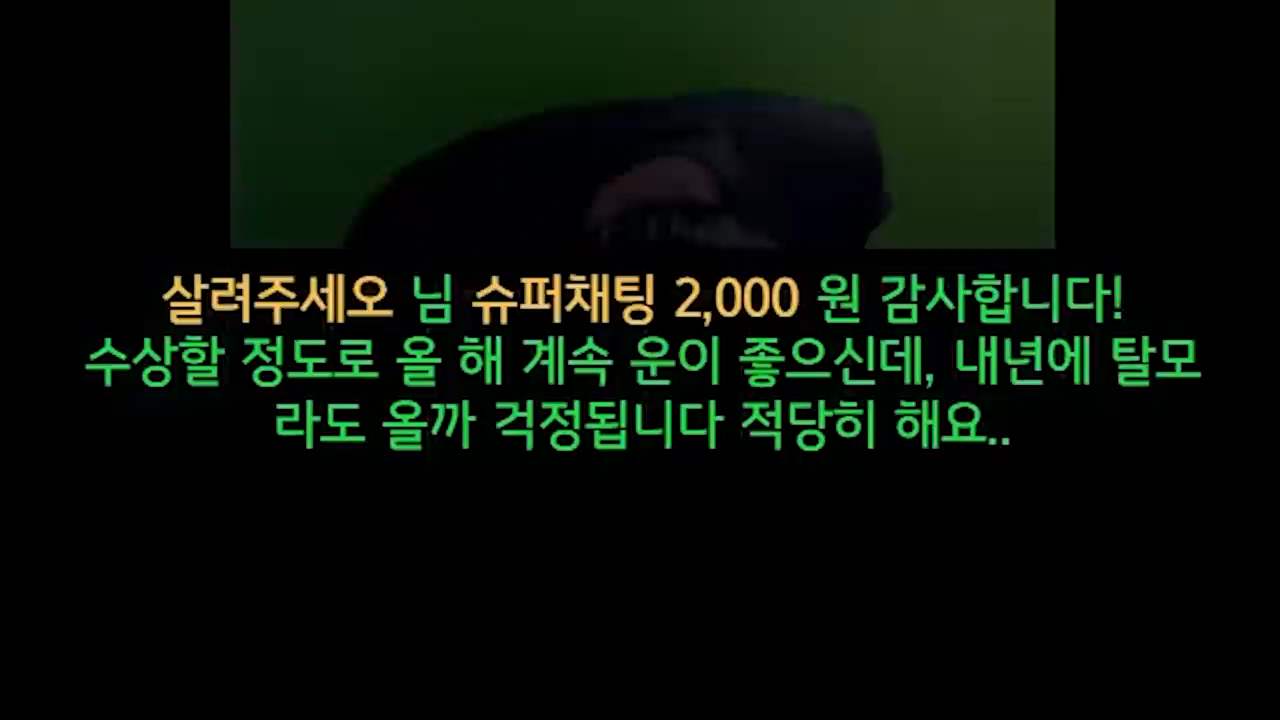 살려주세오 님 슈퍼채팅 2,000 원 감사합니다!
수상할 정도로 올 해 계속 운이 좋으신데, 내년에 탈모
라도 올까 걱정됩니다 적당히 해요..